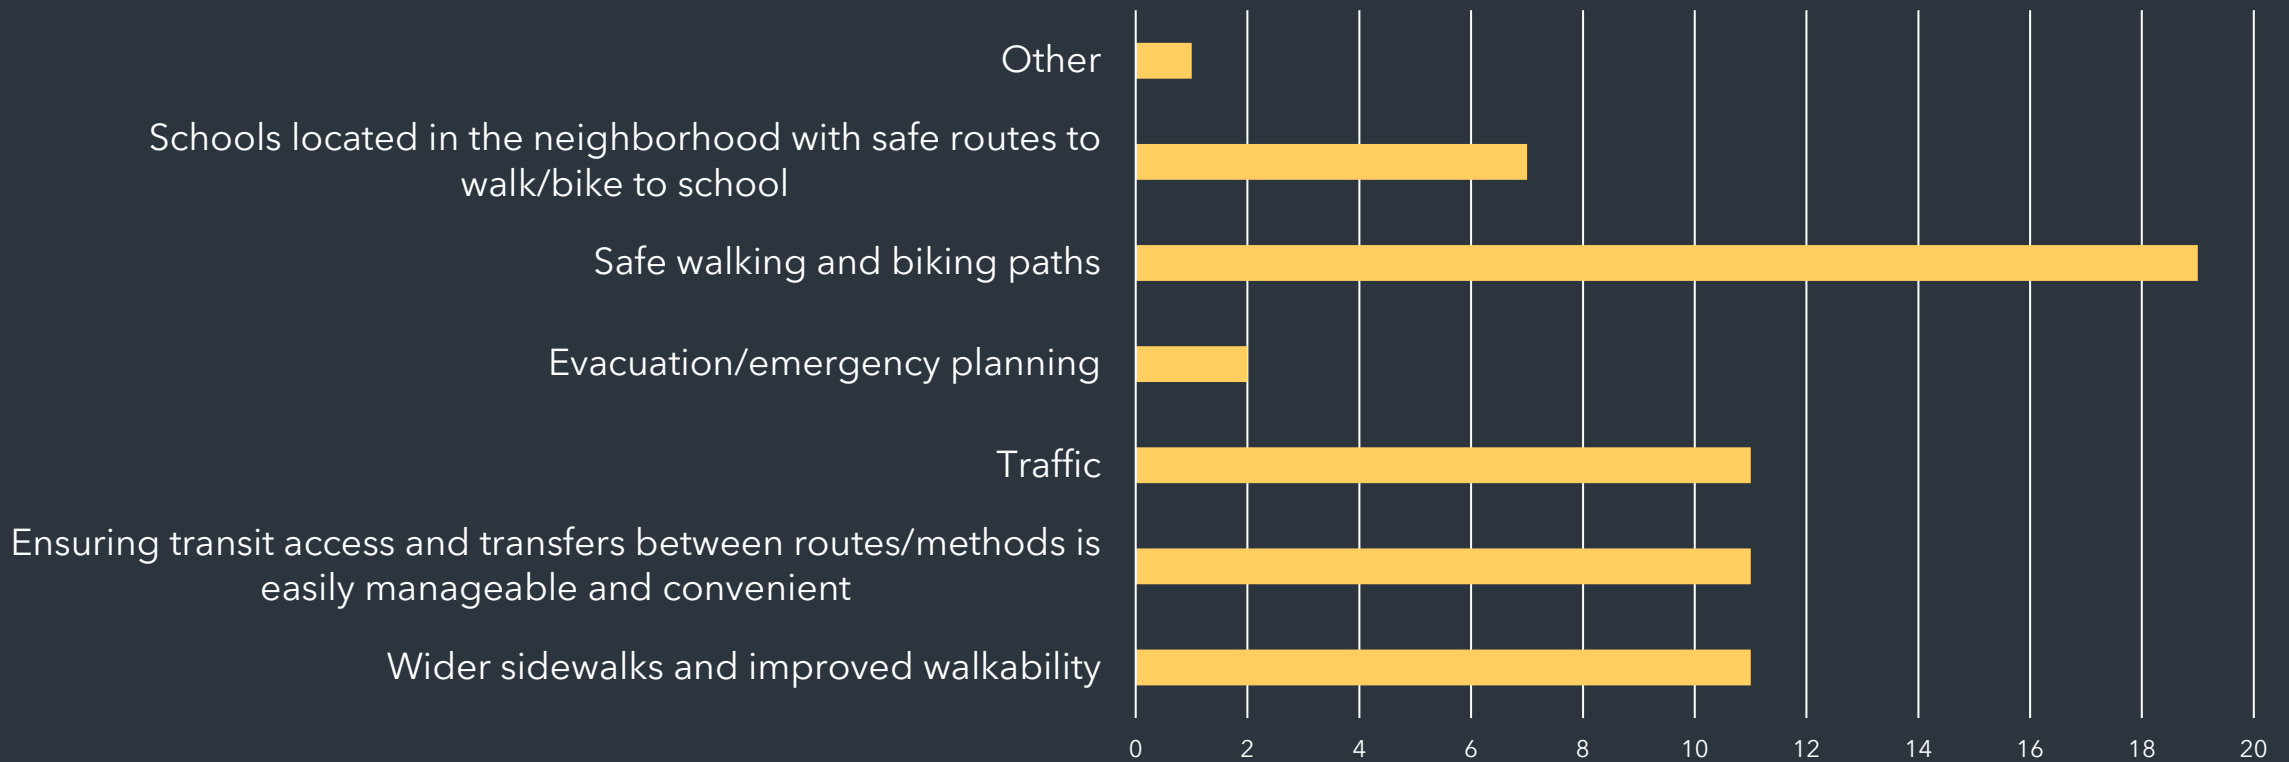 Other
Schools located in the neighborhood with safe routes to
walk/bike to school
Safe walking and biking paths
Evacuation/emergency planning
Traffic
Ensuring transit access and transfers between routes/methods is
easily manageable and convenient
Wider sidewalks and improved walkability
0 2 4 6 8 10 12 14 16 18 20